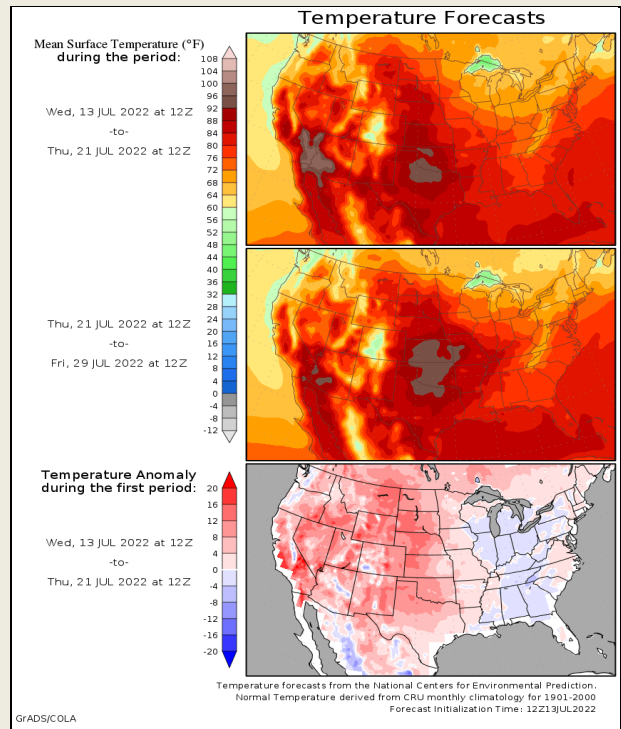 Temperature Forecasts
Mean Surface Temperature (°F)
during the period:
108
104
100
96
92
88
84
80
76
72
68
64
60
56
52
48
44
40
36
32
28
24
20
16
12
8
4
0
-4
-8
-12
Wed, 13 JUL 2022 at 12Z
-to-
Thu, 21 JUL 2022 at 12Z
Thu, 21 JUL 2022 at 12Z
-to-
Fri, 29 JUL 2022 at 12Z
Temperature Anomaly
during the first period:
20
16
12
8
4
0
-4
-8
-12
-16
-20
Wed, 13 JUL 2022 at 12Z
-to-
Thu, 21 JUL 2022 at 12Z
Temperature forecasts from the National Centers for Environmental Prediction.
Normal Temperature derived from CRU monthly climatology for 1901-2000
Forecast Initialization Time: 12Z13JUL2022
GrADS/COLA